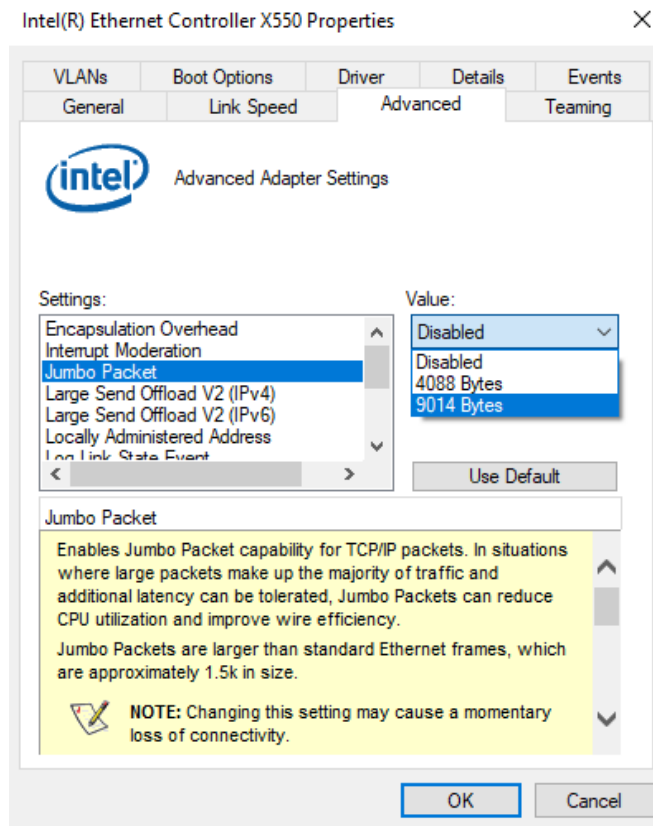 Intel(R) Ethernet Controller X550 Properties
VLANs Boot Options Driver Details Events
General Link Speed Advanced Teaming
intel
Advanced Adapter Settings
Settings:
Value:
Encapsulation Overhead
Interrupt Moderation
Jumbo Packet
Large Send Offload V2 (IPv4)
Large Send Offload V2 (IPv6)
Locally Administered Address
Log Link State Event
Disabled
Disabled
4088 Bytes
9014 Bytes
Use Default
Jumbo Packet
Enables Jumbo Packet capability for TCP/IP packets. In situations
where large packets make up the majority of traffic and
additional latency can be tolerated, Jumbo Packets can reduce
CPU utilization and improve wire efficiency.
Jumbo Packets are larger than standard Ethernet frames, which
are approximately 1.5k in size.
NOTE: Changing this setting may cause a momentary
loss of connectivity.
OK
Cancel